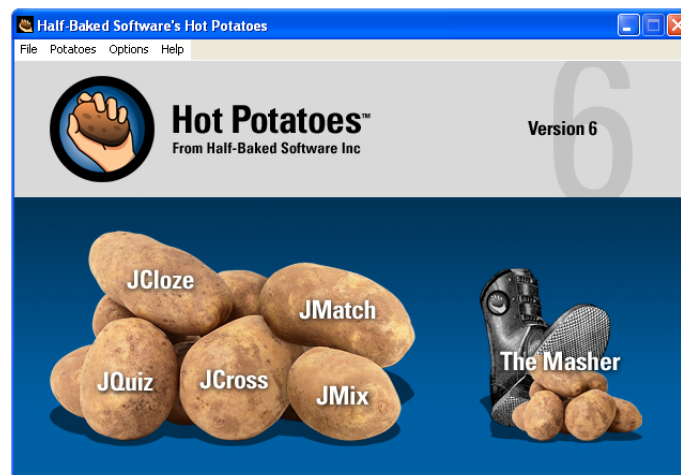 Half-Baked Software's Hot Potatoes
File Potatoes Options Help
Hot Potatoes™
From Half-Baked Software Inc
Version 6
6
JCloze
JMatch
JQuiz
JCross
JMix
The Masher